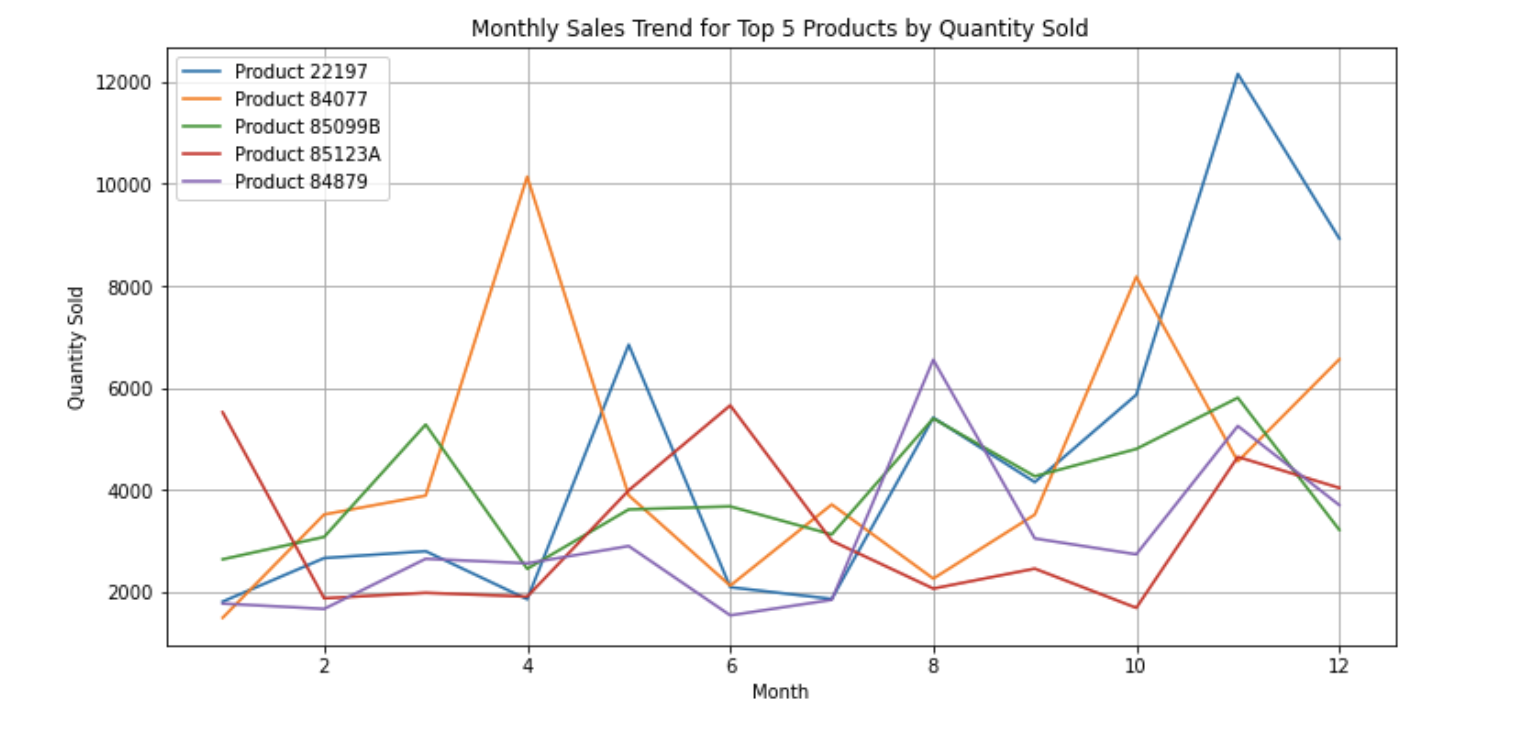 Monthly Sales Trend for Top 5 Products by Quantity Sold
Product 22197
Product 84077
Product 85099B
Product 85123A
Product 84879
12000
10000
8000
6000
4000
2000
Quantity Sold
2 4 6 8 10 12
Month